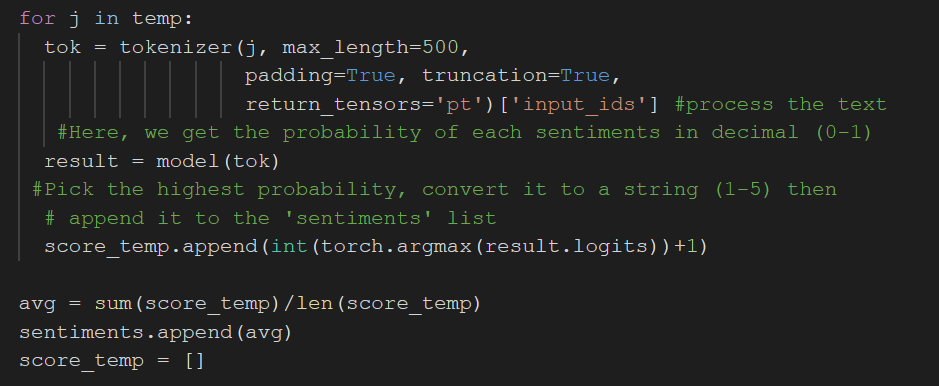 for j in temp:
tok = tokenizer(j, max_length=500,
padding=True, truncation=True,
return_tensors='pt')['input_ids'] #process the text
#Here, we get the probability of each sentiments in decimal (0-1)
result = model(tok)
#Pick the highest probability, convert it to a string (1-5) then
# append it to the 'sentiments' list
score_temp.append(int(torch.argmax(result.logits))+1)
avg = sum(score_temp)/len(score_temp)
sentiments.append(avg)
score_temp = []